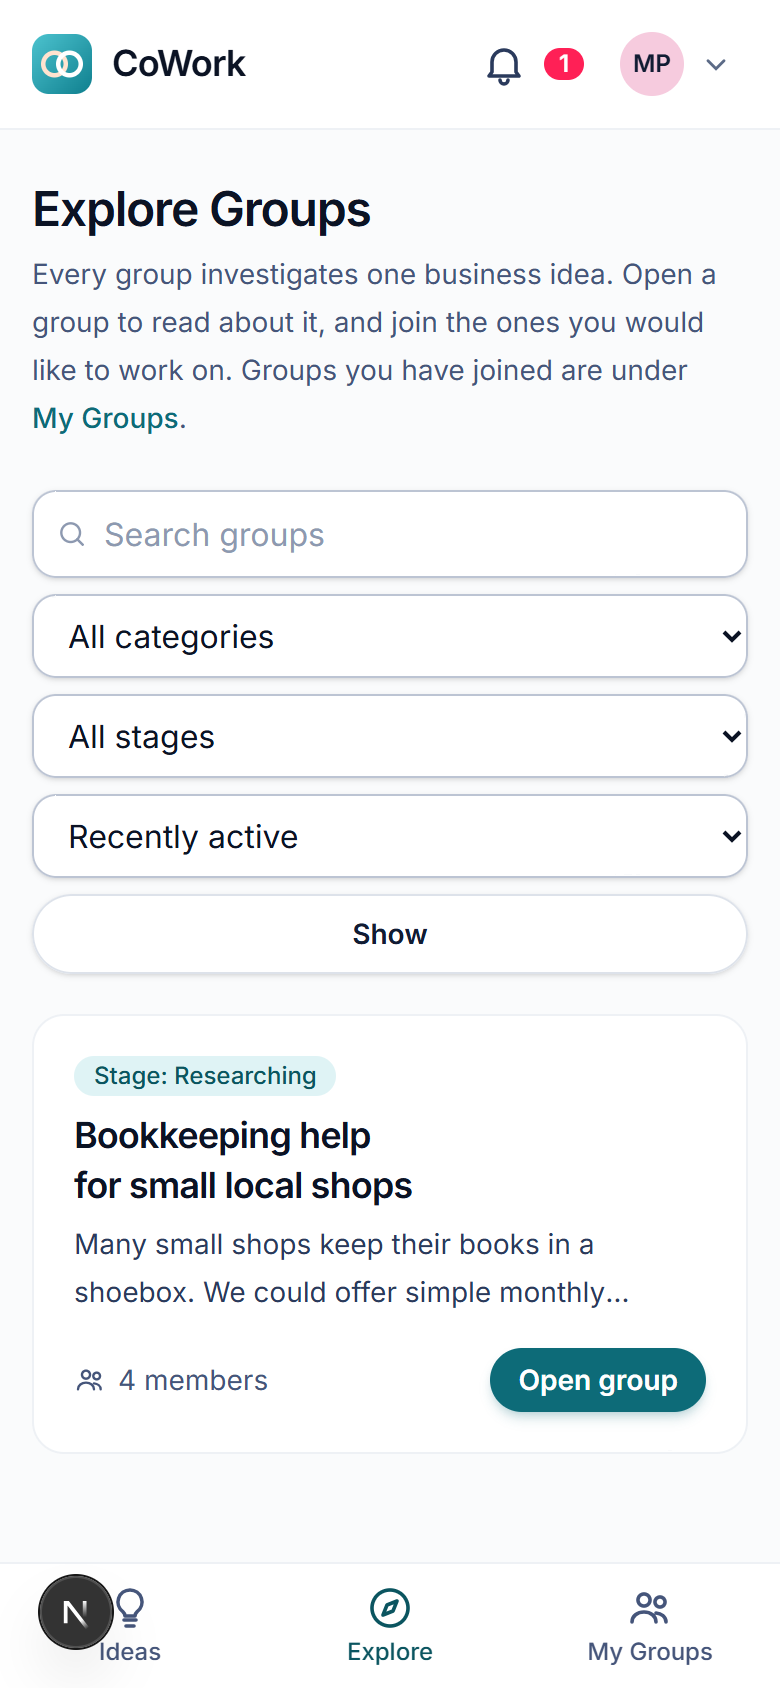 CoWork
1
MP
Explore Groups
Every group investigates one business idea. Open a
group to read about it, and join the ones you would
like to work on. Groups you have joined are under
My Groups.
Search groups
All categories
All stages
Recently active
Show
Stage: Researching
Bookkeeping help
for small local shops
Many small shops keep their books in a
shoebox. We could offer simple monthly...
4 members
Open group
N
Ideas
Explore
My Groups